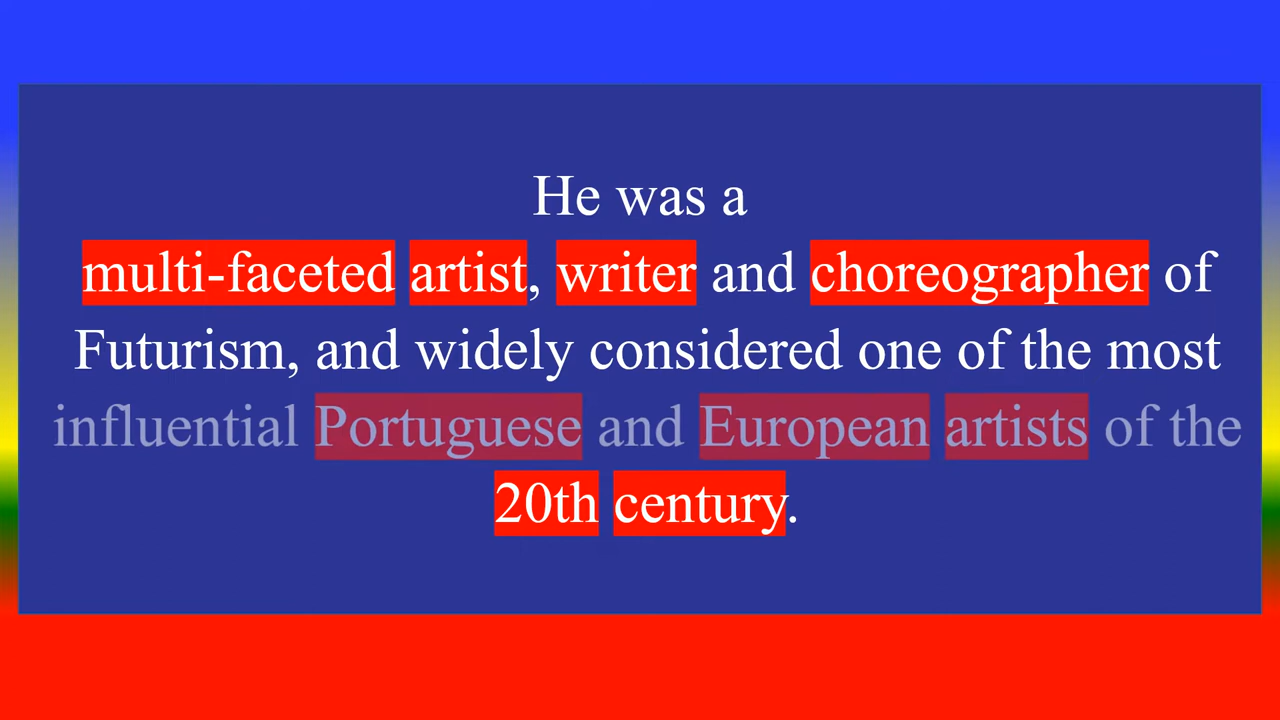 He was a
multi-faceted artist, writer and choreographer of
Futurism, and widely considered one of the most
influential Portuguese and European artists of the
20th century.